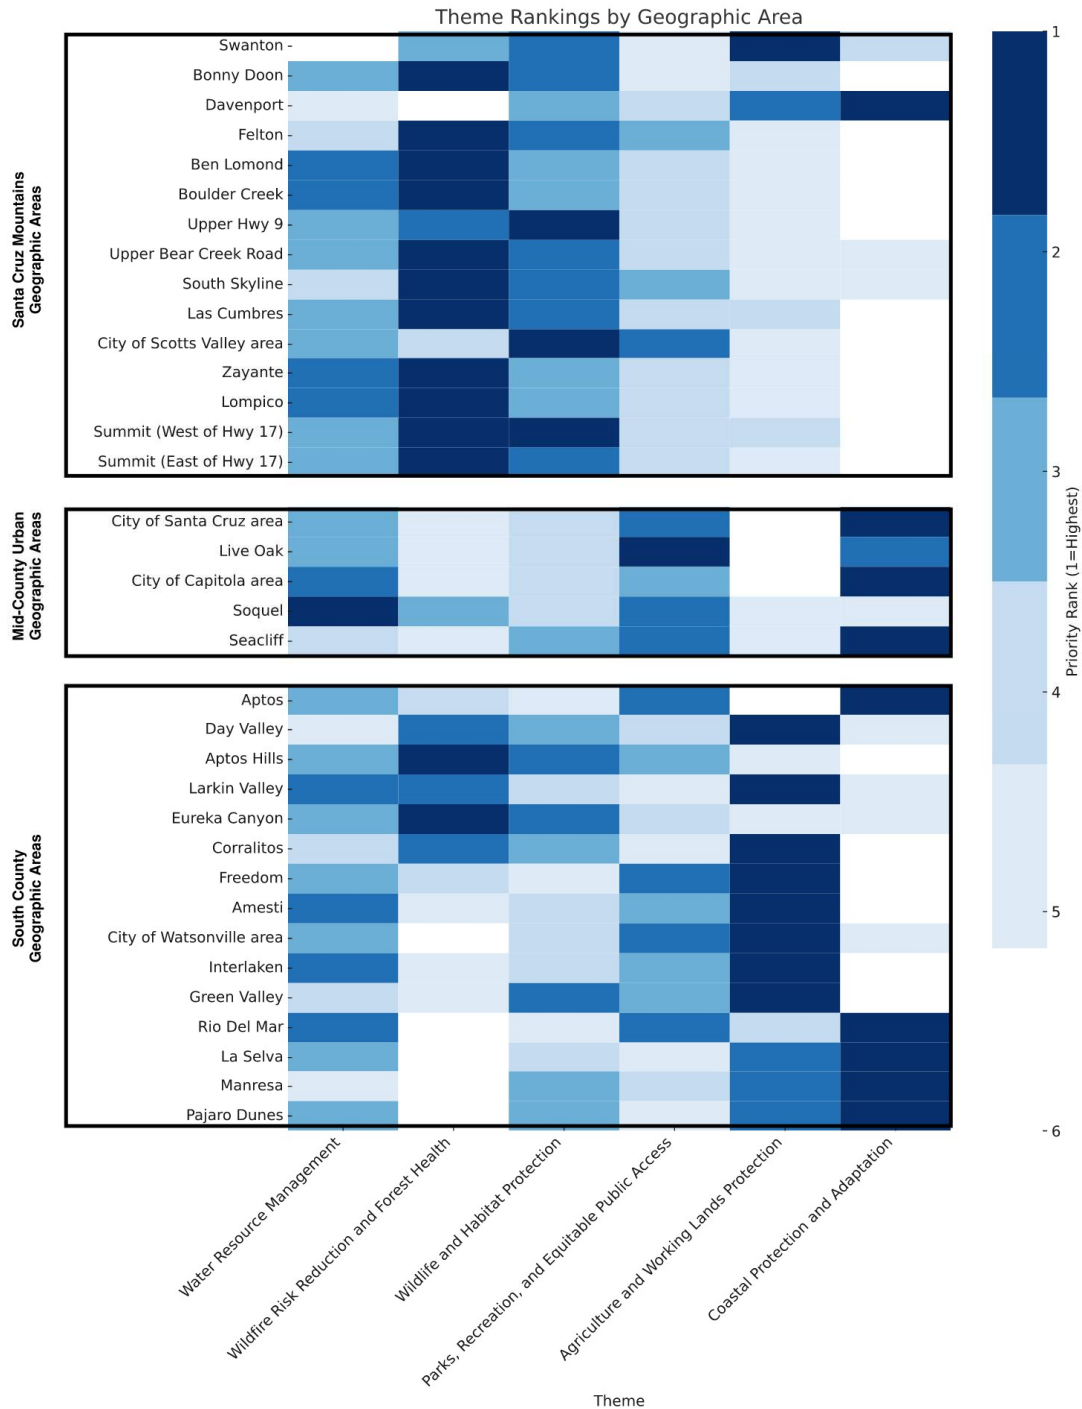 Theme Rankings by Geographic Area
Santa Cruz Mountains
Geographic Areas
Swanton
Bonny Doon
Davenport
Felton
Ben Lomond
Boulder Creek
Upper Hwy 9
Upper Bear Creek Road
South Skyline
Las Cumbres
City of Scotts Valley area
Zayante
Lompico
Summit (West of Hwy 17)
Summit (East of Hwy 17)
Mid-County Urban
Geographic Areas
City of Santa Cruz area
Live Oak
City of Capitola area
Soquel
Seacliff
South County
Geographic Areas
Aptos
Day Valley
Aptos Hills
Larkin Valley
Eureka Canyon
Corralitos
Freedom
Amesti
City of Watsonville area
Interlaken
Green Valley
Rio Del Mar
La Selva
Manresa
Pajaro Dunes
Water Resource Management
Wildfire Risk Reduction and Forest Health
Wildlife and Habitat Protection
Parks, Recreation, and Equitable Public Access
Agriculture and Working Lands Protection
Coastal Protection and Adaptation
Theme
1
2
3
4
5
6
Priority Rank (1=Highest)